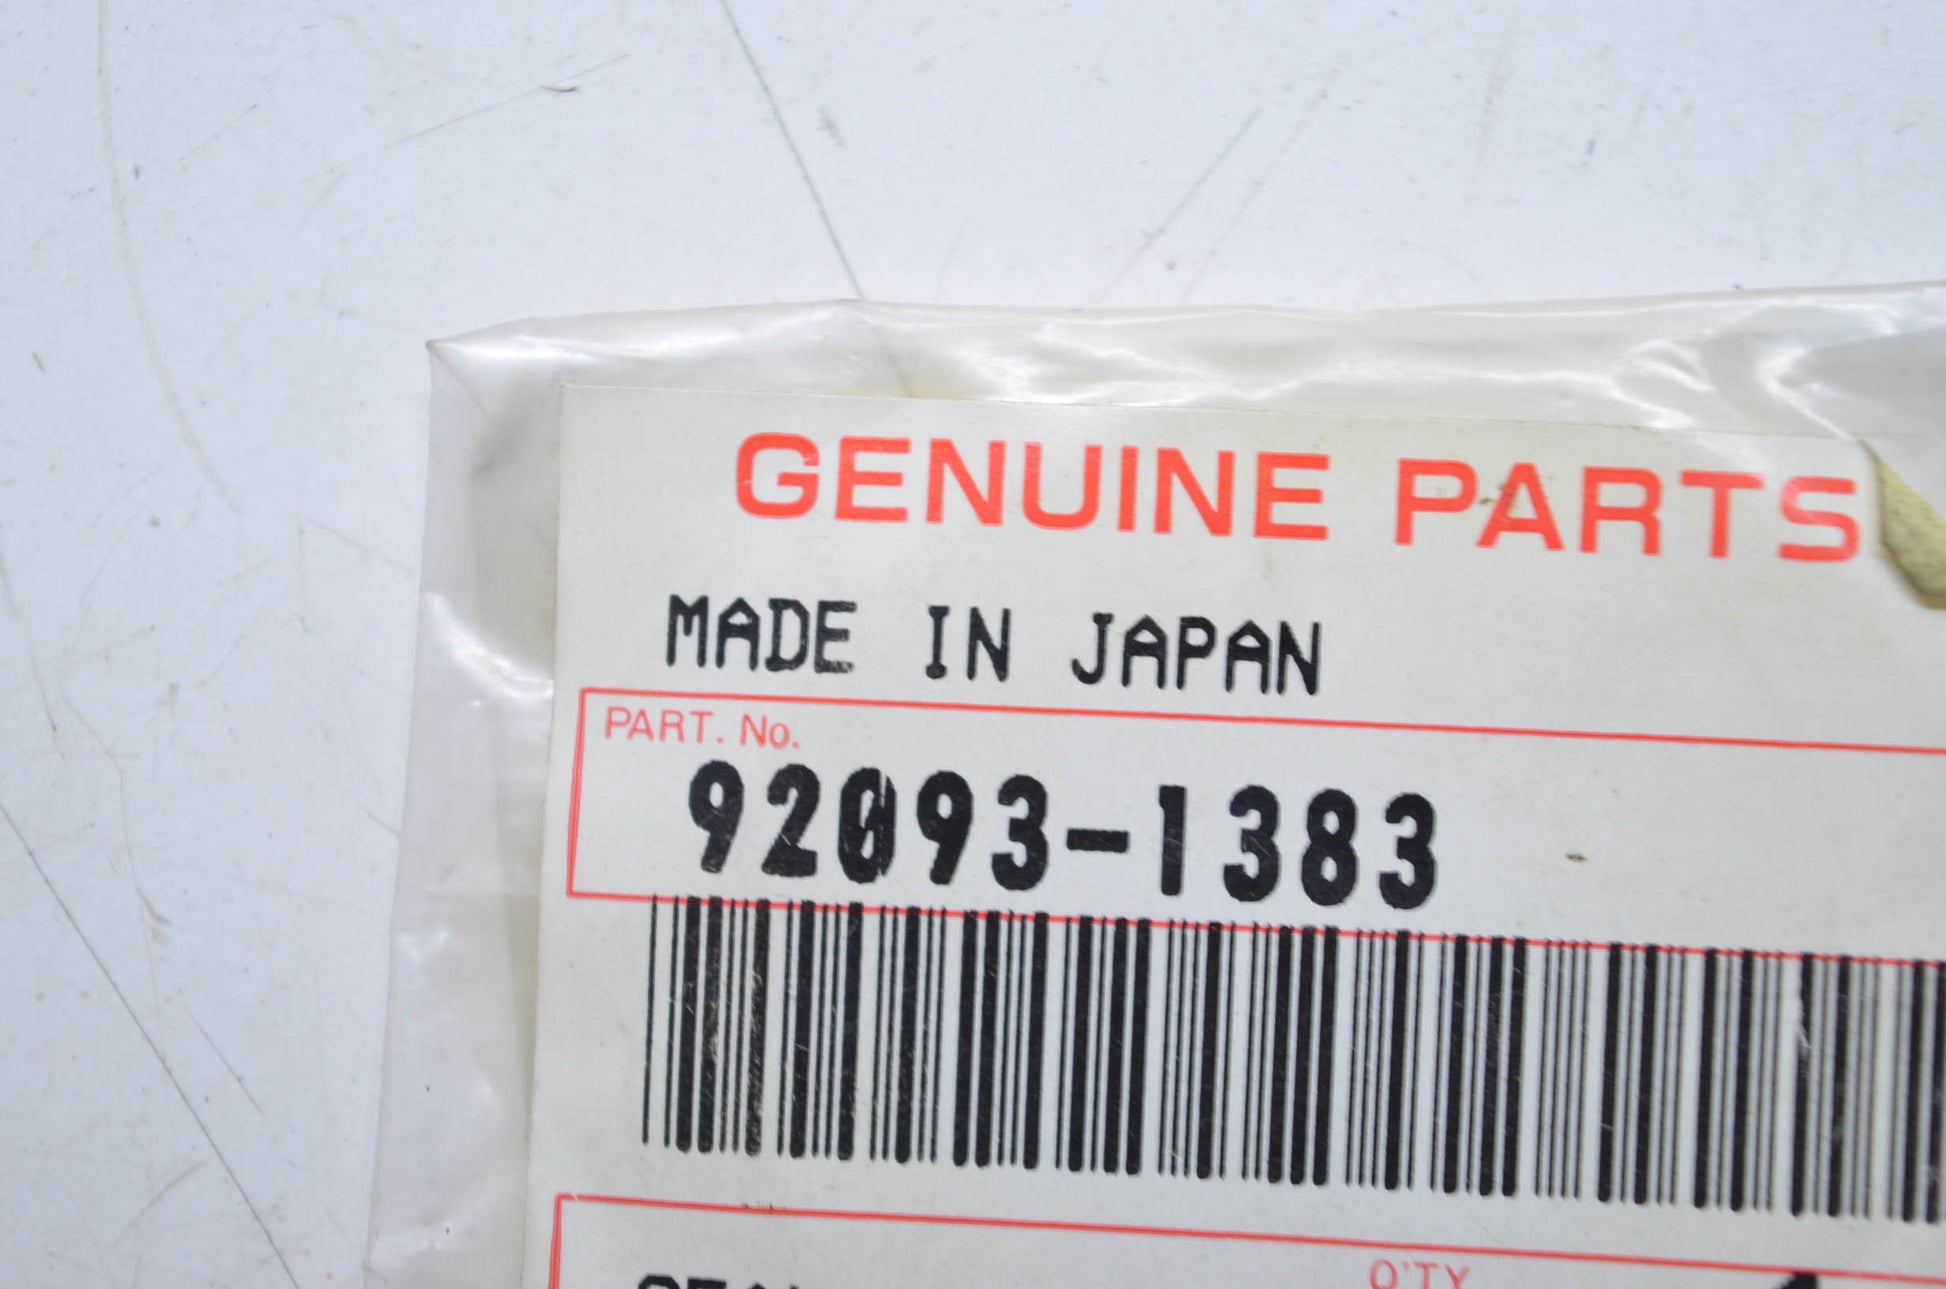 GENUINE PARTS
MADE IN JAPAN
PART. No.
92093-1383
Q'TY